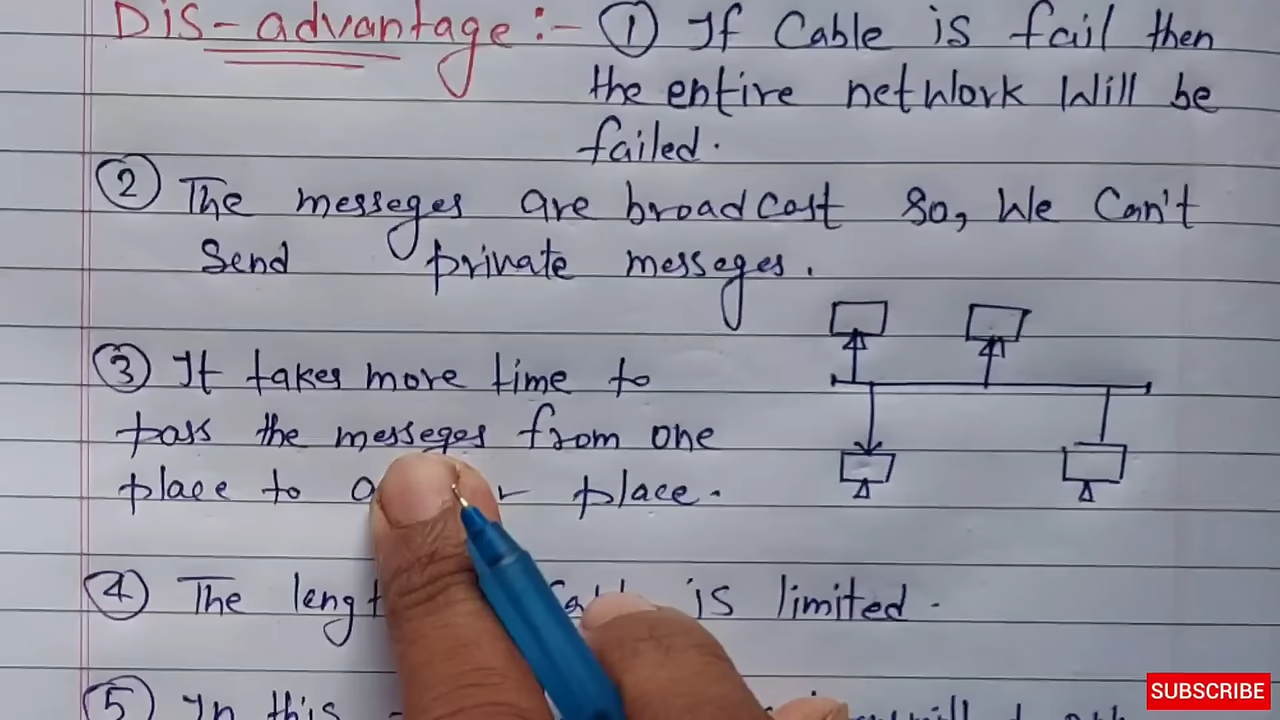 Dis-advantage :- ① If Cable is fail then
the entire network Will be
failed.
② The messeges are broadcast So, We Can't
Send private messeges.
③ It takes more time to
pass the messeges from one
place to place.
④ The is limited.
⑤ In this
SUBSCRIBE